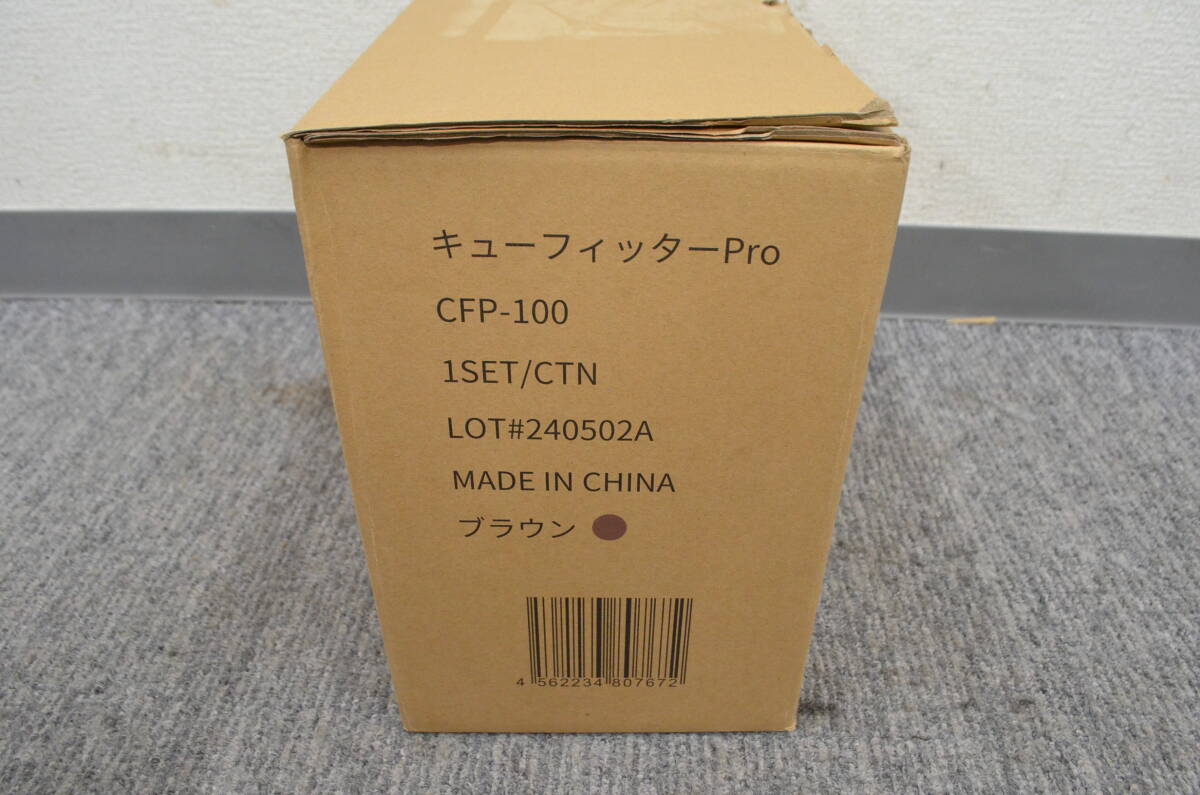 キューフィッターPro
CFP-100
1SET/CTN
LOT#240502A
MADE IN CHINA
ブラウン
4 562234 807672